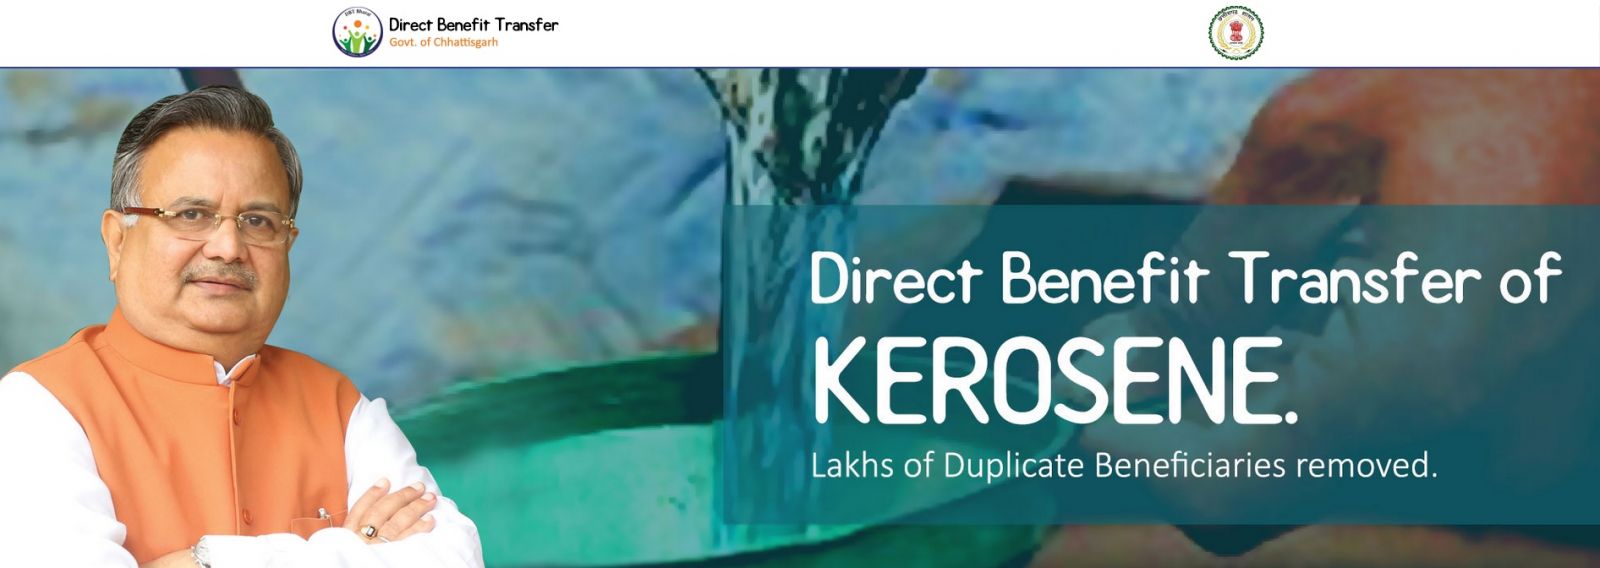 DBT Bharat
Direct Benefit Transfer
Govt. of Chhattisgarh
Direct Benefit Transfer of
KEROSENE.
Lakhs of Duplicate Beneficiaries removed.